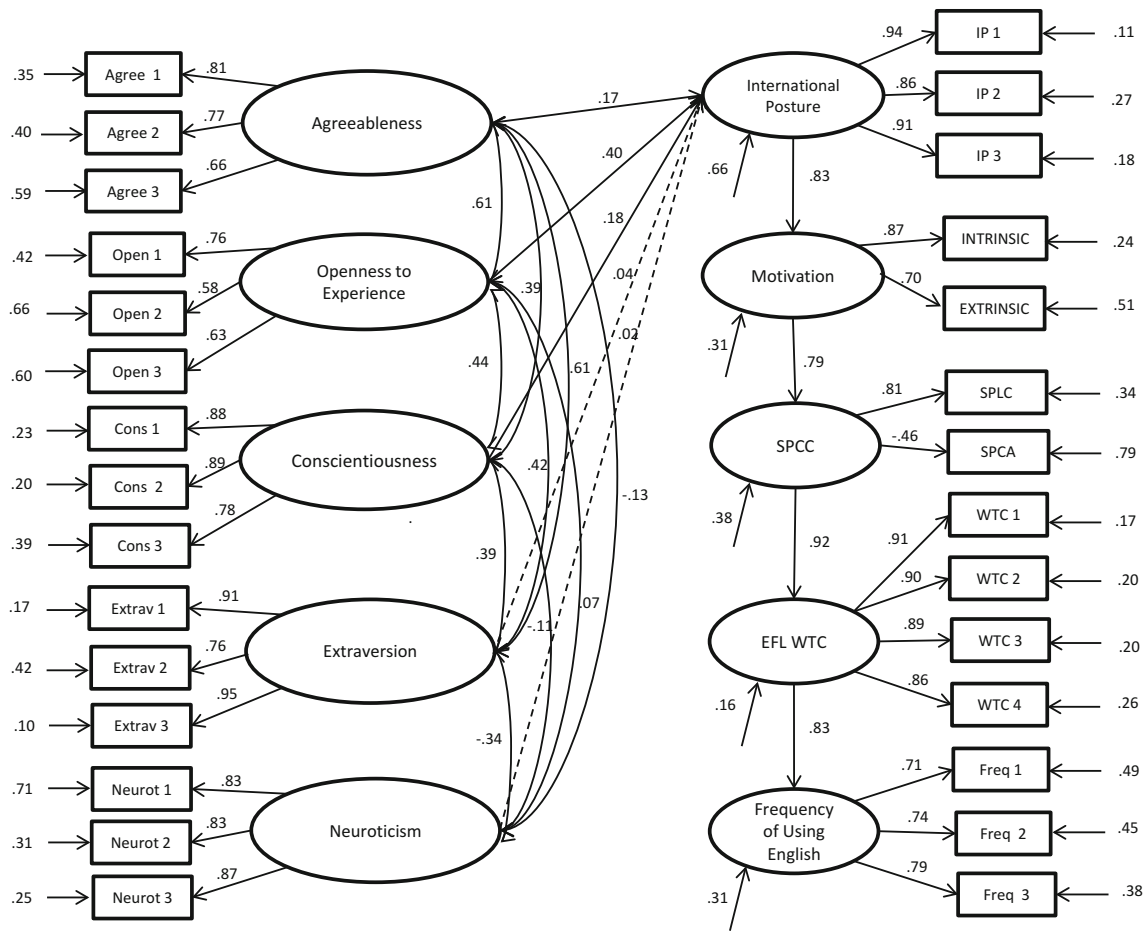 .35
Agree 1
.81
.40
Agree 2
.77
.59
Agree 3
.66
Agreeableness
.42
Open 1
.76
.66
Open 2
.58
.60
Open 3
.63
Openness to
Experience
.23
Cons 1
.88
.20
Cons 2
.89
.39
Cons 3
.78
Conscientiousness
.17
Extrav 1
.91
.42
Extrav 2
.76
.10
Extrav 3
.95
Extraversion
.71
Neurot 1
.83
.31
Neurot 2
.83
.25
Neurot 3
.87
Neuroticism
.61
.39
.44
.61
.42
-.13
.39
-.11
.07
-.34
.17
.40
.18
.04
.02
International
Posture
.66
.94
IP 1
.11
.86
IP 2
.27
.91
IP 3
.18
.83
Motivation
.31
.87
INTRINSIC
.24
.70
EXTRINSIC
.51
.79
SPCC
.38
.81
SPLC
.34
-.46
SPCA
.79
.92
EFL WTC
.16
.91
WTC 1
.17
.90
WTC 2
.20
.89
WTC 3
.20
.86
WTC 4
.26
.83
Frequency
of Using
English
.31
.71
Freq 1
.49
.74
Freq 2
.45
.79
Freq 3
.38